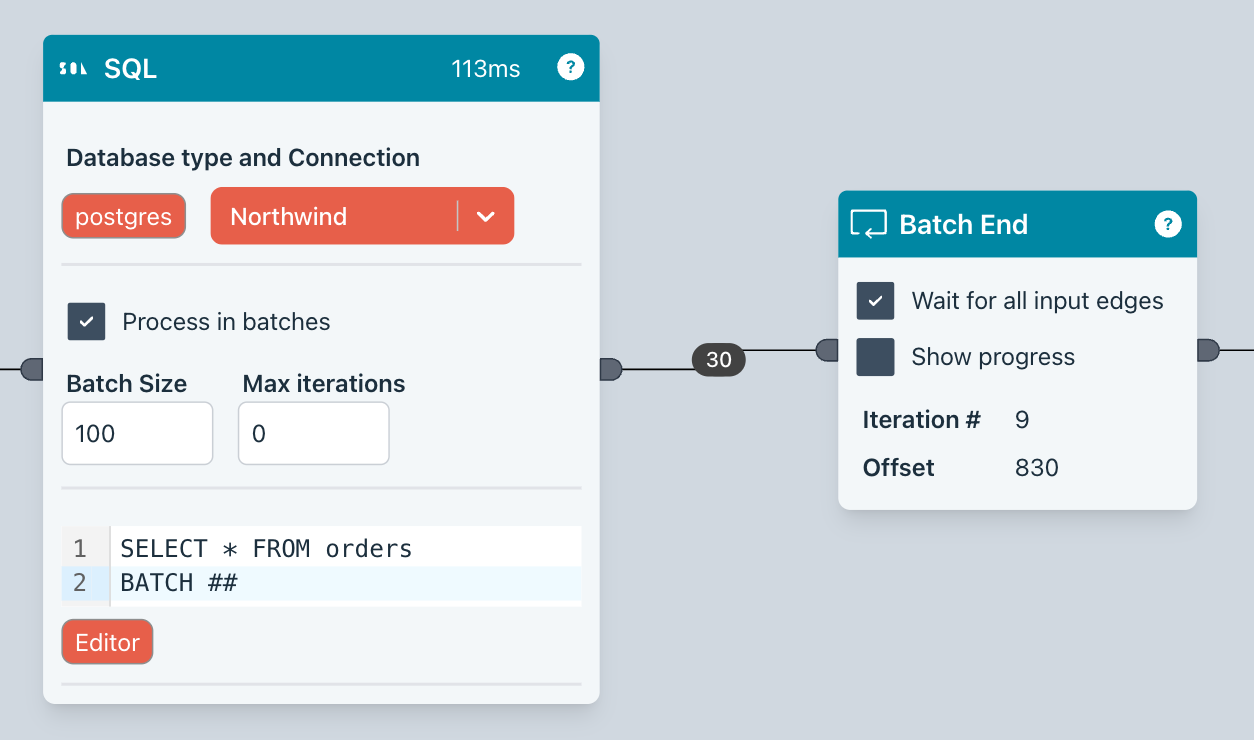 SQL SQL 113ms ?
Database type and Connection
postgres Northwind
Process in batches
Batch Size Max iterations
100 0
1 SELECT * FROM orders
2 BATCH ##
Editor
30
Batch End ?
Wait for all input edges
Show progress
Iteration # 9
Offset 830